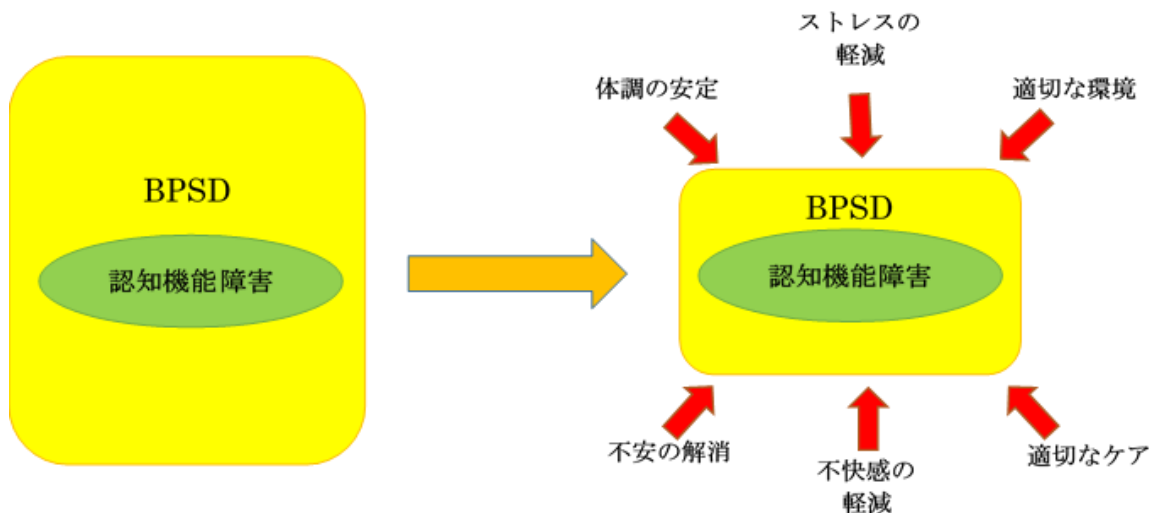 BPSD
認知機能障害
ストレスの
軽減
体調の安定
適切な環境
BPSD
認知機能障害
不安の解消
不快感の
軽減
適切なケア